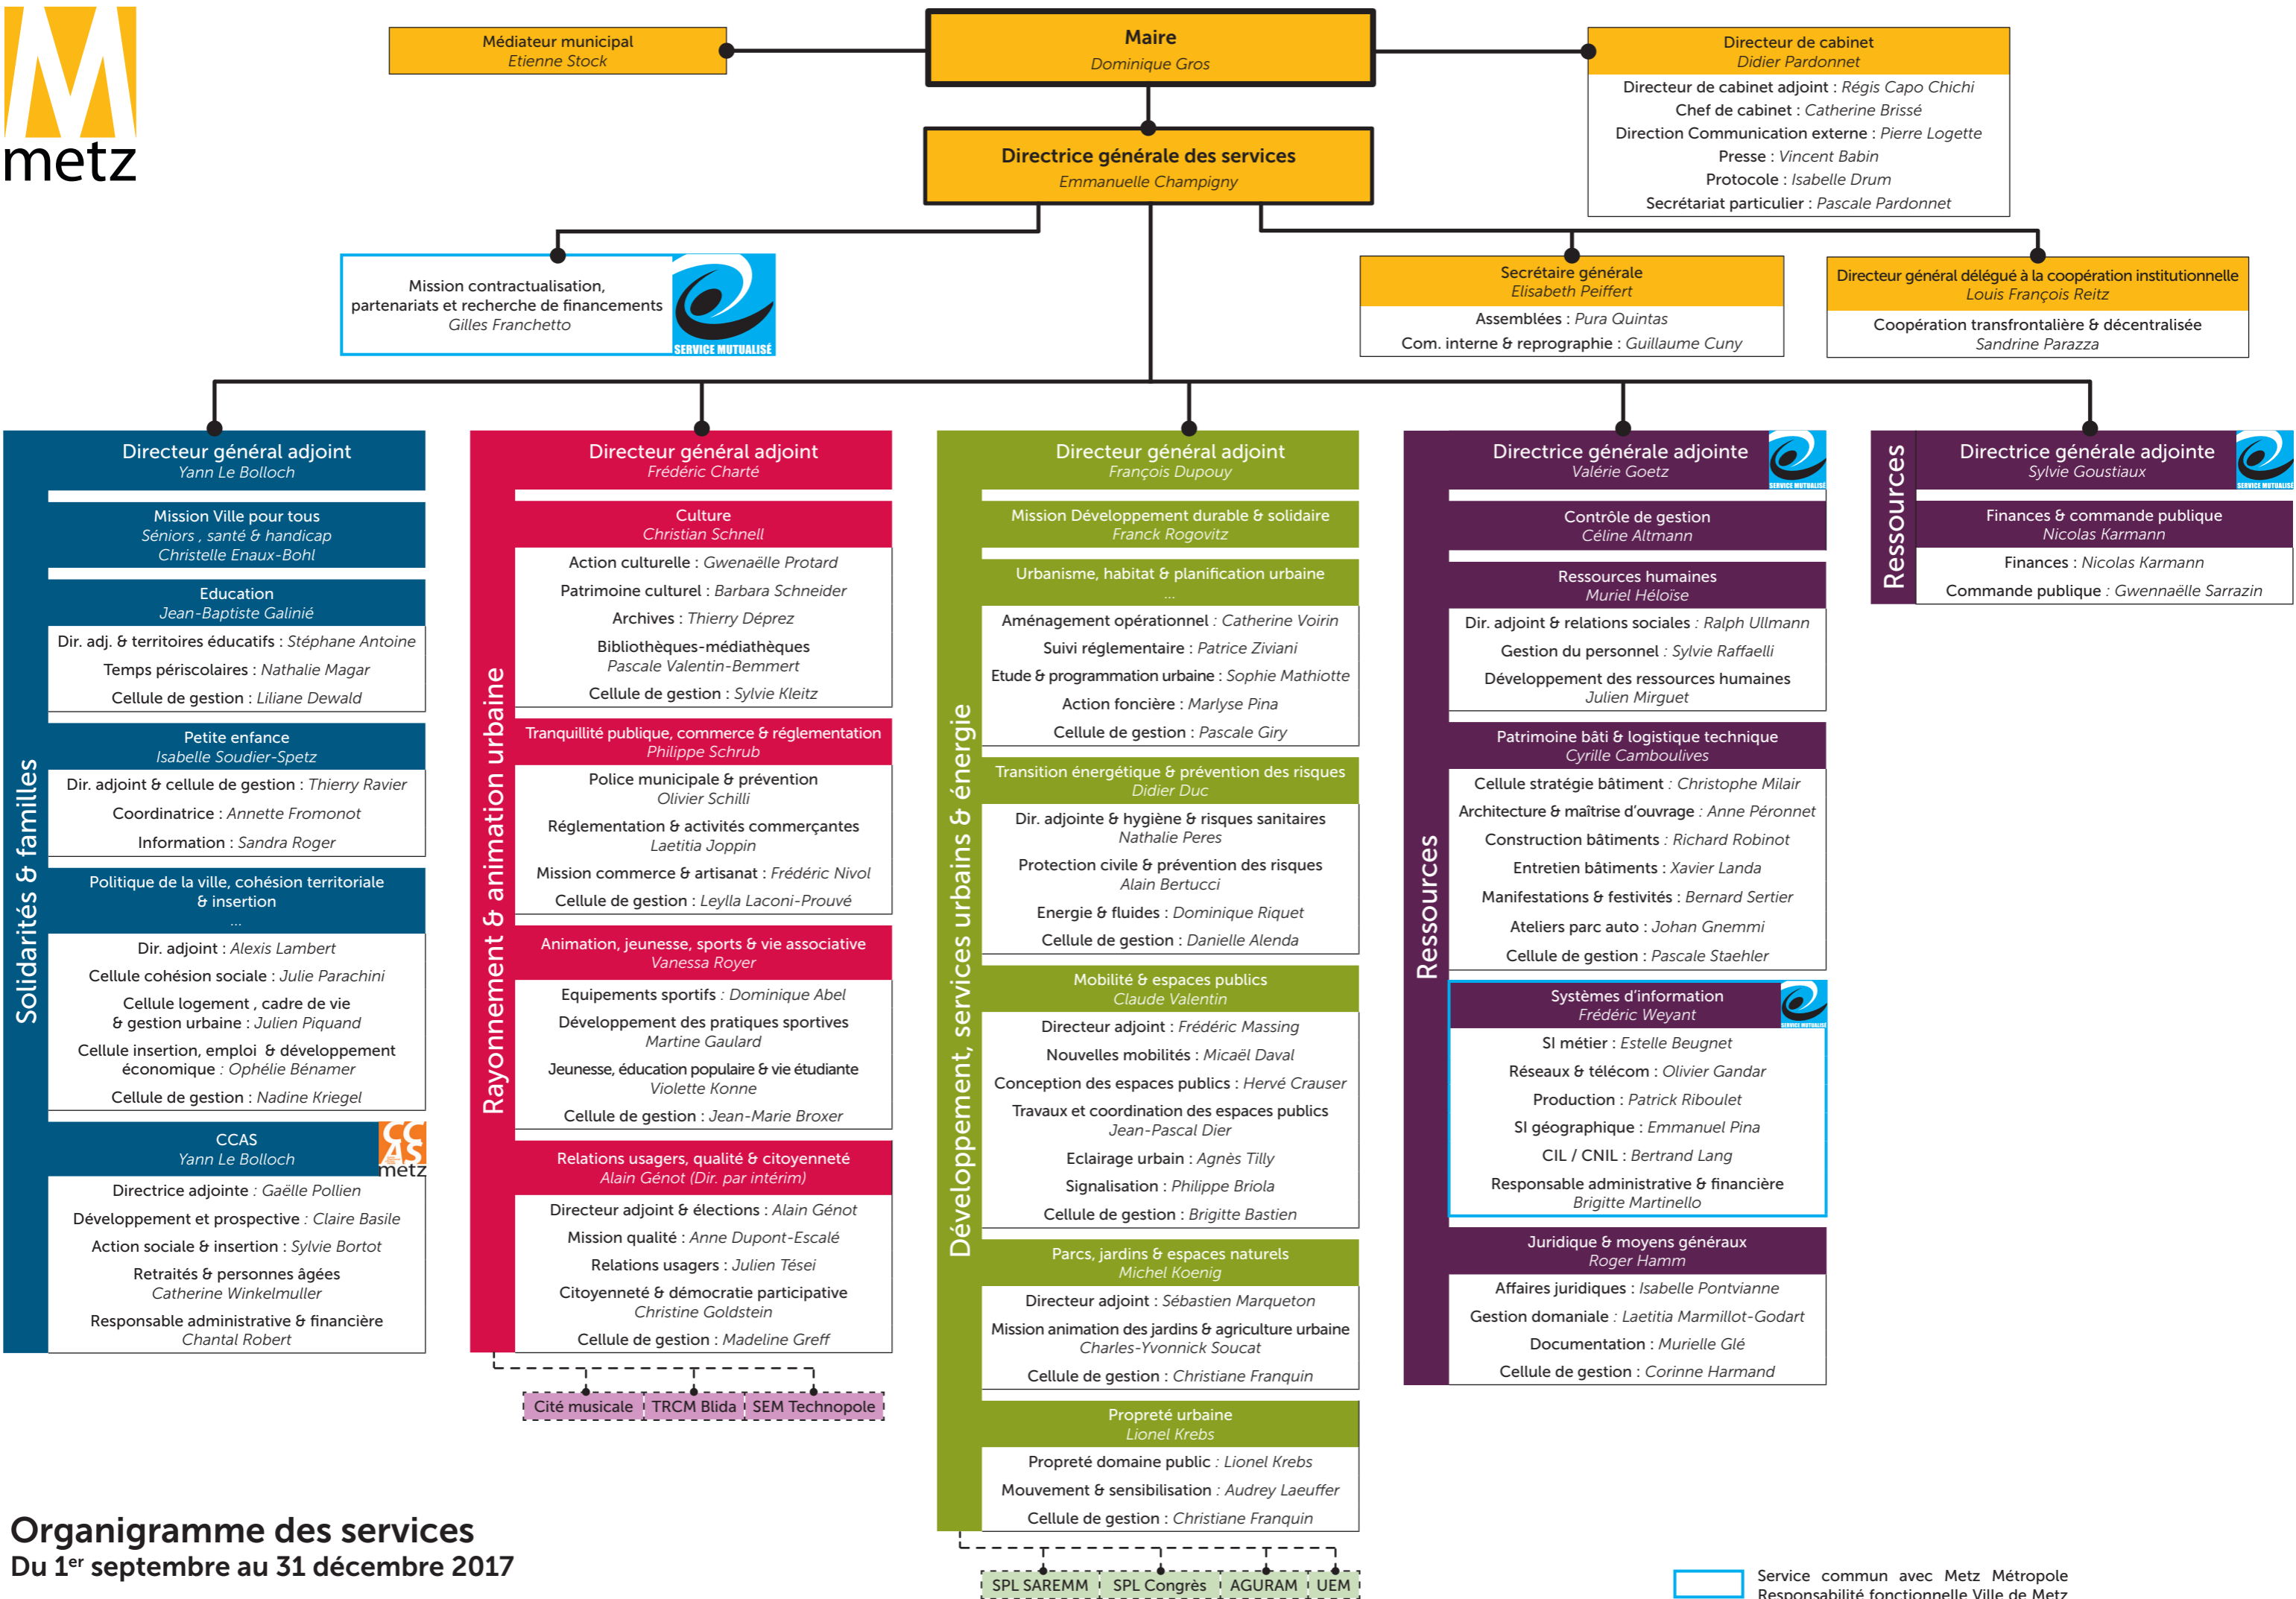 metz
Médiateur municipal
Etienne Stock
Maire
Dominique Gros
Directeur de cabinet
Didier Pardonnet
Directeur de cabinet adjoint : Régis Capo Chichi
Chef de cabinet : Catherine Brissé
Direction Communication externe : Pierre Logette
Presse : Vincent Babin
Protocole : Isabelle Drum
Secrétariat particulier : Pascale Pardonnet
Directrice générale des services
Emmanuelle Champigny
Mission contractualisation,
partenariats et recherche de financements
Gilles Franchetto
SERVICE MUTUALISÉ
Secrétaire générale
Elisabeth Peiffert
Assemblées : Pura Quintas
Com. interne & reprographie : Guillaume Cuny
Directeur général délégué à la coopération institutionnelle
Louis François Reitz
Coopération transfrontalière & décentralisée
Sandrine Parazza
Solidarités & familles
Directeur général adjoint
Yann Le Bolloch
Mission Ville pour tous
Séniors , santé & handicap
Christelle Enaux-Bohl
Education
Jean-Baptiste Galinié
Dir. adj. & territoires éducatifs : Stéphane Antoine
Temps périscolaires : Nathalie Magar
Cellule de gestion : Liliane Dewald
Petite enfance
Isabelle Soudier-Spetz
Dir. adjoint & cellule de gestion : Thierry Ravier
Coordinatrice : Annette Fromonot
Information : Sandra Roger
Politique de la ville, cohésion territoriale
& insertion
...
Dir. adjoint : Alexis Lambert
Cellule cohésion sociale : Julie Parachini
Cellule logement , cadre de vie
& gestion urbaine : Julien Piquand
Cellule insertion, emploi & développement
économique : Ophélie Bénamer
Cellule de gestion : Nadine Kriegel
CCAS
Yann Le Bolloch
CCAS
metz
Directrice adjointe : Gaëlle Pollien
Développement et prospective : Claire Basile
Action sociale & insertion : Sylvie Bortot
Retraités & personnes âgées
Catherine Winkelmuller
Responsable administrative & financière
Chantal Robert
Rayonnement & animation urbaine
Directeur général adjoint
Frédéric Charté
Culture
Christian Schnell
Action culturelle : Gwenaëlle Protard
Patrimoine culturel : Barbara Schneider
Archives : Thierry Déprez
Bibliothèques-médiathèques
Pascale Valentin-Bemmert
Cellule de gestion : Sylvie Kleitz
Tranquillité publique, commerce & réglementation
Philippe Schrub
Police municipale & prévention
Olivier Schilli
Réglementation & activités commerçantes
Laetitia Joppin
Mission commerce & artisanat : Frédéric Nivol
Cellule de gestion : Leylla Laconi-Prouvé
Animation, jeunesse, sports & vie associative
Vanessa Royer
Equipements sportifs : Dominique Abel
Développement des pratiques sportives
Martine Gaulard
Jeunesse, éducation populaire & vie étudiante
Violette Konne
Cellule de gestion : Jean-Marie Broxer
Relations usagers, qualité & citoyenneté
Alain Génot (Dir. par intérim)
Directeur adjoint & élections : Alain Génot
Mission qualité : Anne Dupont-Escalé
Relations usagers : Julien Tései
Citoyenneté & démocratie participative
Christine Goldstein
Cellule de gestion : Madeline Greff
Cité musicale
TRCM Blida
SEM Technopole
Développement, services urbains & énergie
Directeur général adjoint
François Dupouy
Mission Développement durable & solidaire
Franck Rogovitz
Urbanisme, habitat & planification urbaine
...
Aménagement opérationnel : Catherine Voirin
Suivi réglementaire : Patrice Ziviani
Etude & programmation urbaine : Sophie Mathiotte
Action foncière : Marlyse Pina
Cellule de gestion : Pascale Giry
Transition énergétique & prévention des risques
Didier Duc
Dir. adjointe & hygiène & risques sanitaires
Nathalie Peres
Protection civile & prévention des risques
Alain Bertucci
Energie & fluides : Dominique Riquet
Cellule de gestion : Danielle Alenda
Mobilité & espaces publics
Claude Valentin
Directeur adjoint : Frédéric Massing
Nouvelles mobilités : Micaël Daval
Conception des espaces publics : Hervé Crauser
Travaux et coordination des espaces publics
Jean-Pascal Dier
Eclairage urbain : Agnès Tilly
Signalisation : Philippe Briola
Cellule de gestion : Brigitte Bastien
Parcs, jardins & espaces naturels
Michel Koenig
Directeur adjoint : Sébastien Marqueton
Mission animation des jardins & agriculture urbaine
Charles-Yvonnick Soucat
Cellule de gestion : Christiane Franquin
Propreté urbaine
Lionel Krebs
Propreté domaine public : Lionel Krebs
Mouvement & sensibilisation : Audrey Laeuffer
Cellule de gestion : Christiane Franquin
SPL SAREMM
SPL Congrès
AGURAM
UEM
Ressources
Directrice générale adjointe
Valérie Goetz
SERVICE MUTUALISÉ
Contrôle de gestion
Céline Altmann
Ressources humaines
Muriel Héloïse
Dir. adjoint & relations sociales : Ralph Ullmann
Gestion du personnel : Sylvie Raffaelli
Développement des ressources humaines
Julien Mirguet
Patrimoine bâti & logistique technique
Cyrille Camboulives
Cellule stratégie bâtiment : Christophe Milair
Architecture & maîtrise d'ouvrage : Anne Péronnet
Construction bâtiments : Richard Robinot
Entretien bâtiments : Xavier Landa
Manifestations & festivités : Bernard Sertier
Ateliers parc auto : Johan Gnemmi
Cellule de gestion : Pascale Staehler
Systèmes d'information
Frédéric Weyant
SERVICE MUTUALISÉ
SI métier : Estelle Beugnet
Réseaux & télécom : Olivier Gandar
Production : Patrick Riboulet
SI géographique : Emmanuel Pina
CIL / CNIL : Bertrand Lang
Responsable administrative & financière
Brigitte Martinello
Juridique & moyens généraux
Roger Hamm
Affaires juridiques : Isabelle Pontvianne
Gestion domaniale : Laetitia Marmillot-Godart
Documentation : Murielle Glé
Cellule de gestion : Corinne Harmand
Ressources
Directrice générale adjointe
Sylvie Goustiaux
SERVICE MUTUALISÉ
Finances & commande publique
Nicolas Karmann
Finances : Nicolas Karmann
Commande publique : Gwennaëlle Sarrazin
Organigramme des services
Du 1er septembre au 31 décembre 2017
Service commun avec Metz Métropole
Responsabilité fonctionnelle Ville de Metz